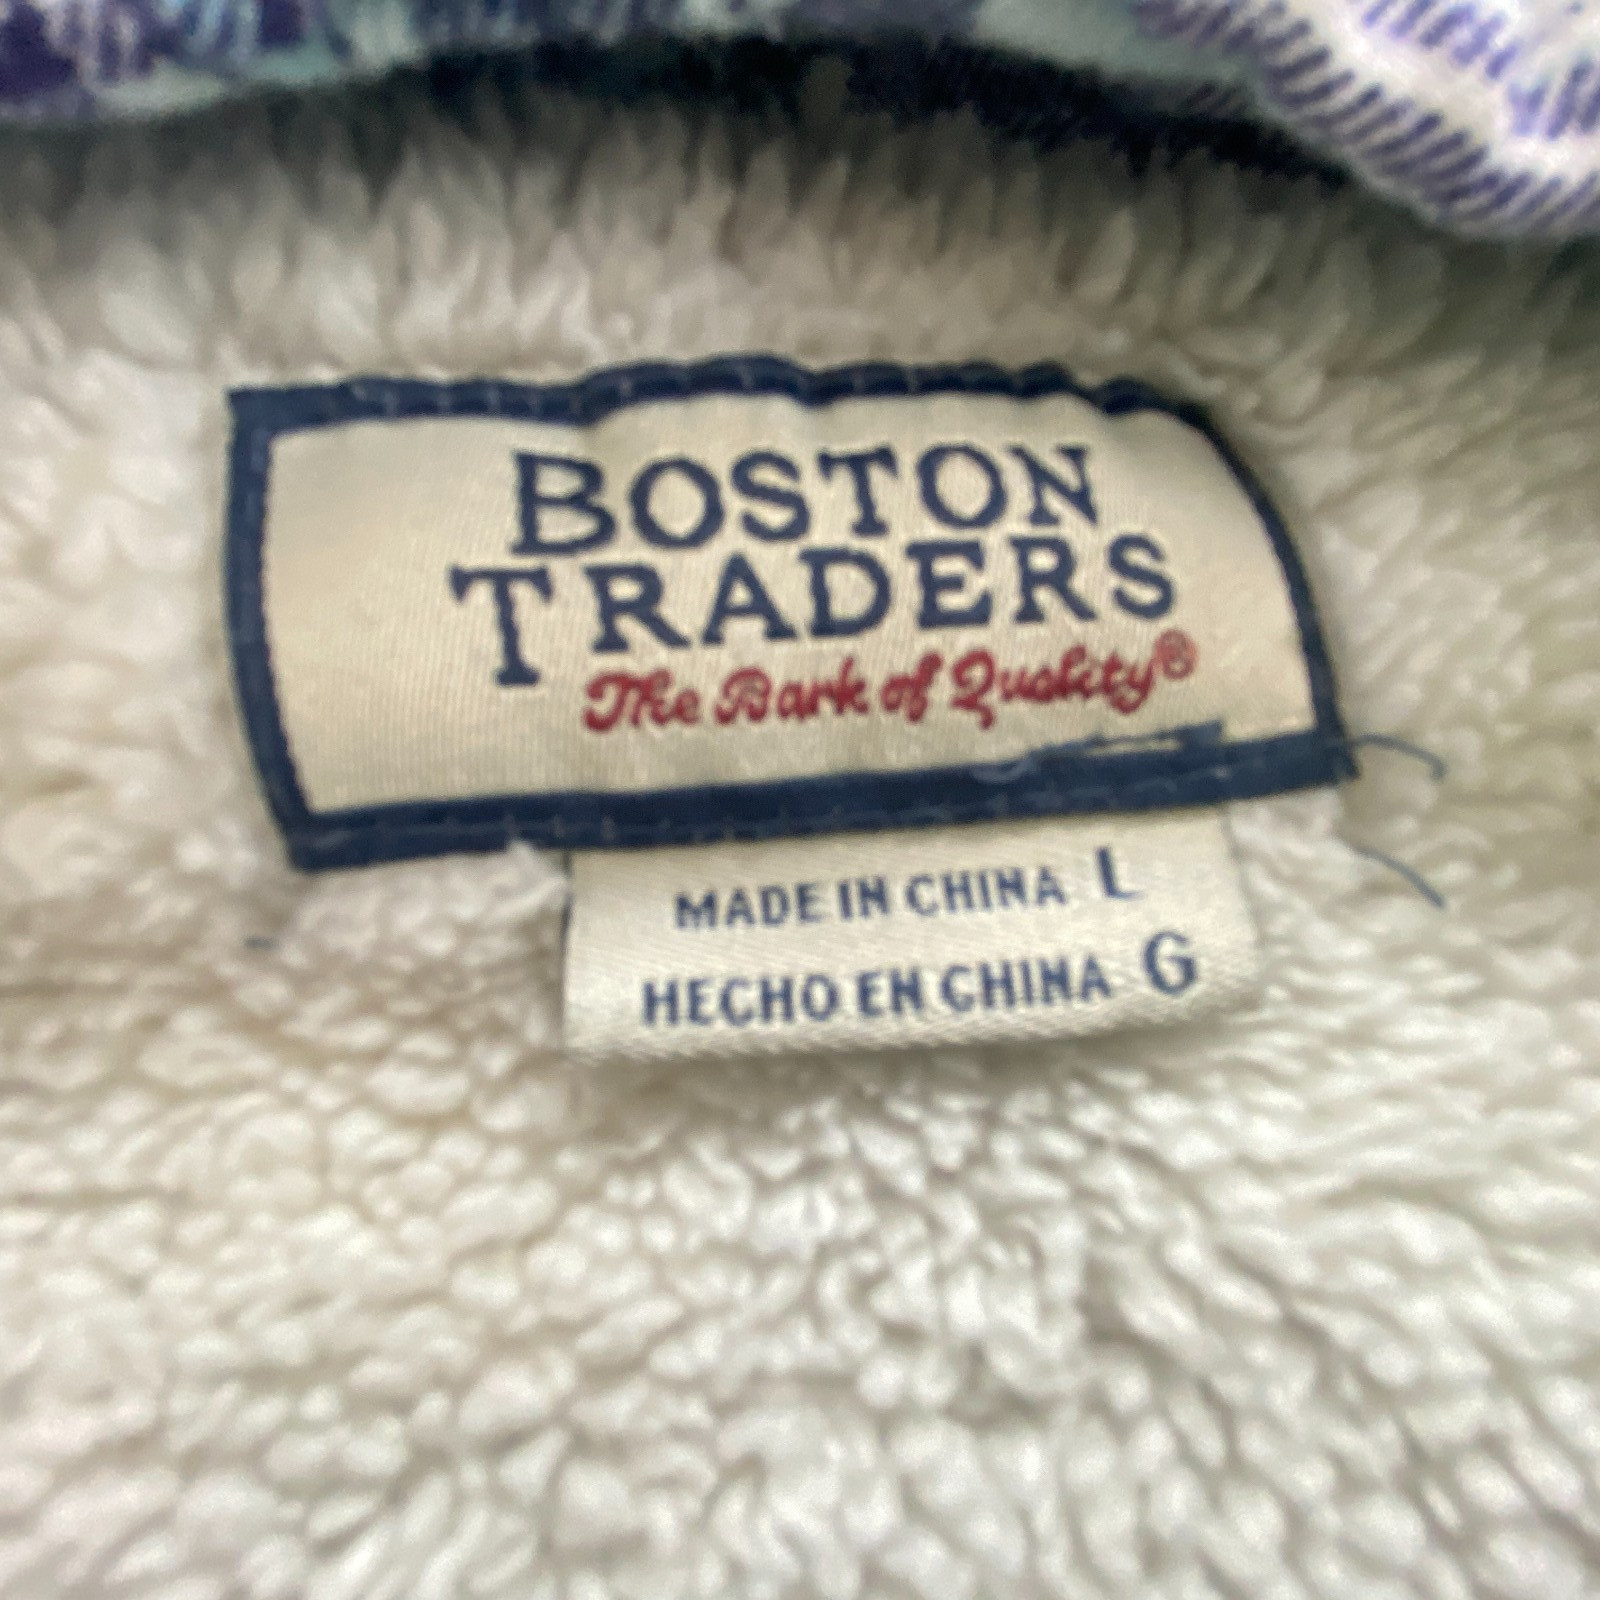 BOSTON
TRADERS
The Bark of Quality®
MADE IN CHINA L
HECHO EN CHINA G